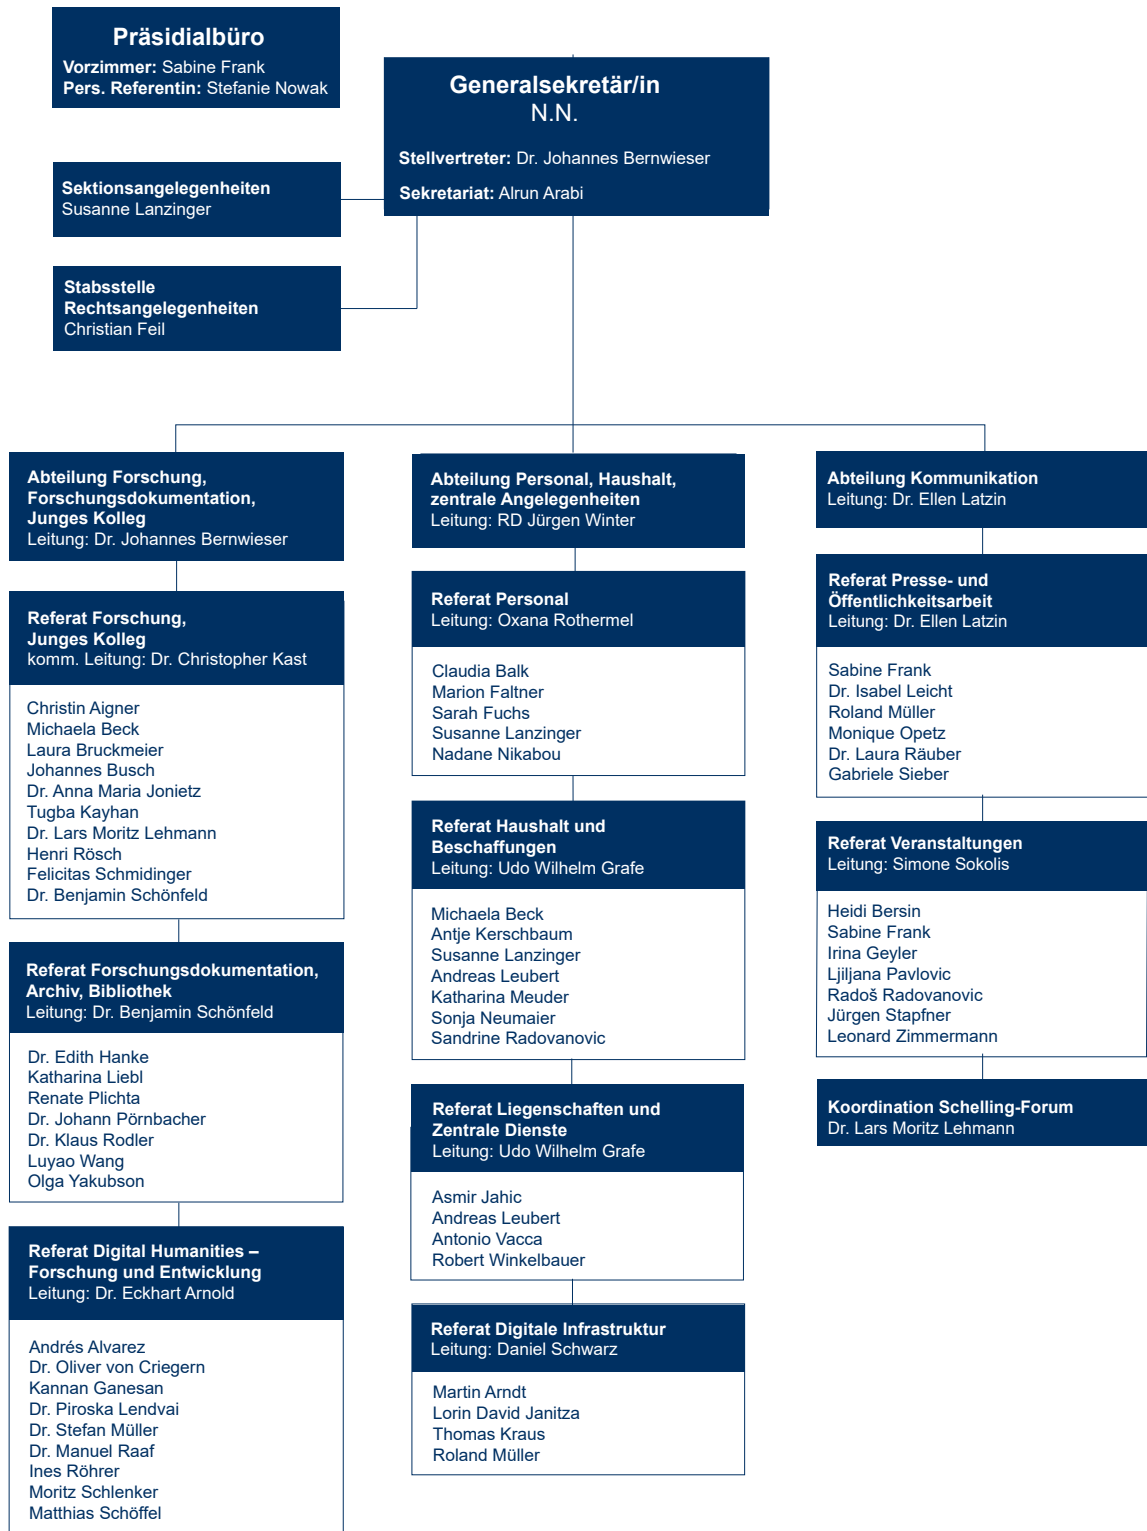 Präsidialbüro
Vorzimmer: Sabine Frank
Pers. Referentin: Stefanie Nowak
Generalsekretär/in
N.N.
Stellvertreter: Dr. Johannes Bernwieser
Sekretariat: Alrun Arabi
Sektionsangelegenheiten
Susanne Lanzinger
Stabsstelle
Rechtsangelegenheiten
Christian Feil
Abteilung Forschung,
Forschungsdokumentation,
Junges Kolleg
Leitung: Dr. Johannes Bernwieser
Referat Forschung,
Junges Kolleg
komm. Leitung: Dr. Christopher Kast
Christin Aigner
Michaela Beck
Laura Bruckmeier
Johannes Busch
Dr. Anna Maria Jonietz
Tugba Kayhan
Dr. Lars Moritz Lehmann
Henri Rösch
Felicitas Schmidinger
Dr. Benjamin Schönfeld
Referat Forschungsdokumentation,
Archiv, Bibliothek
Leitung: Dr. Benjamin Schönfeld
Dr. Edith Hanke
Katharina Liebl
Renate Plichta
Dr. Johann Pörnbacher
Dr. Klaus Rodler
Luyao Wang
Olga Yakubson
Referat Digital Humanities –
Forschung und Entwicklung
Leitung: Dr. Eckhart Arnold
Andrés Alvarez
Dr. Oliver von Criegern
Kannan Ganesan
Dr. Piroska Lendvai
Dr. Stefan Müller
Dr. Manuel Raaf
Ines Röhrer
Moritz Schlenker
Matthias Schöffel
Abteilung Personal, Haushalt,
zentrale Angelegenheiten
Leitung: RD Jürgen Winter
Referat Personal
Leitung: Oxana Rothermel
Claudia Balk
Marion Faltner
Sarah Fuchs
Susanne Lanzinger
Nadane Nikabou
Referat Haushalt und
Beschaffungen
Leitung: Udo Wilhelm Grafe
Michaela Beck
Antje Kerschbaum
Susanne Lanzinger
Andreas Leubert
Katharina Meuder
Sonja Neumaier
Sandrine Radovanovic
Referat Liegenschaften und
Zentrale Dienste
Leitung: Udo Wilhelm Grafe
Asmir Jahic
Andreas Leubert
Antonio Vacca
Robert Winkelbauer
Referat Digitale Infrastruktur
Leitung: Daniel Schwarz
Martin Arndt
Lorin David Janitza
Thomas Kraus
Roland Müller
Abteilung Kommunikation
Leitung: Dr. Ellen Latzin
Referat Presse- und
Öffentlichkeitsarbeit
Leitung: Dr. Ellen Latzin
Sabine Frank
Dr. Isabel Leicht
Roland Müller
Monique Opetz
Dr. Laura Räuber
Gabriele Sieber
Referat Veranstaltungen
Leitung: Simone Sokolis
Heidi Bersin
Sabine Frank
Irina Geyler
Ljiljana Pavlovic
Radoš Radovanovic
Jürgen Stapfner
Leonard Zimmermann
Koordination Schelling-Forum
Dr. Lars Moritz Lehmann